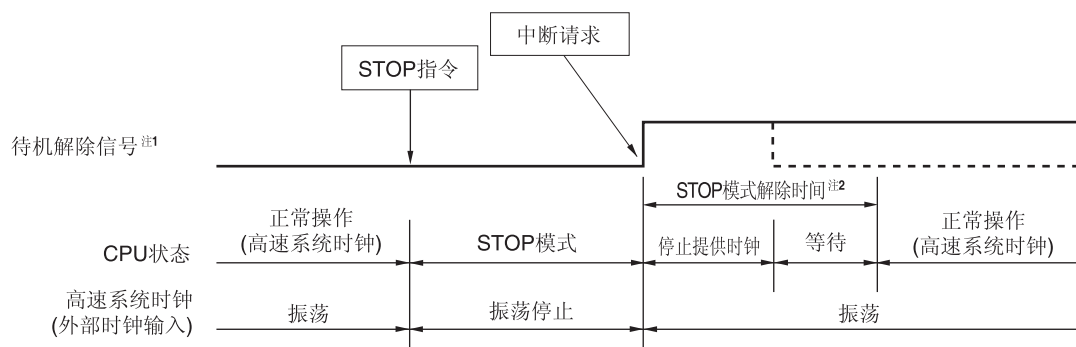 中断请求
STOP指令
待机解除信号注1
STOP模式解除时间注2
正常操作
(高速系统时钟)
STOP模式
停止提供时钟
等待
正常操作
(高速系统时钟)
CPU状态
高速系统时钟
(外部时钟输入)
振荡
振荡停止
振荡